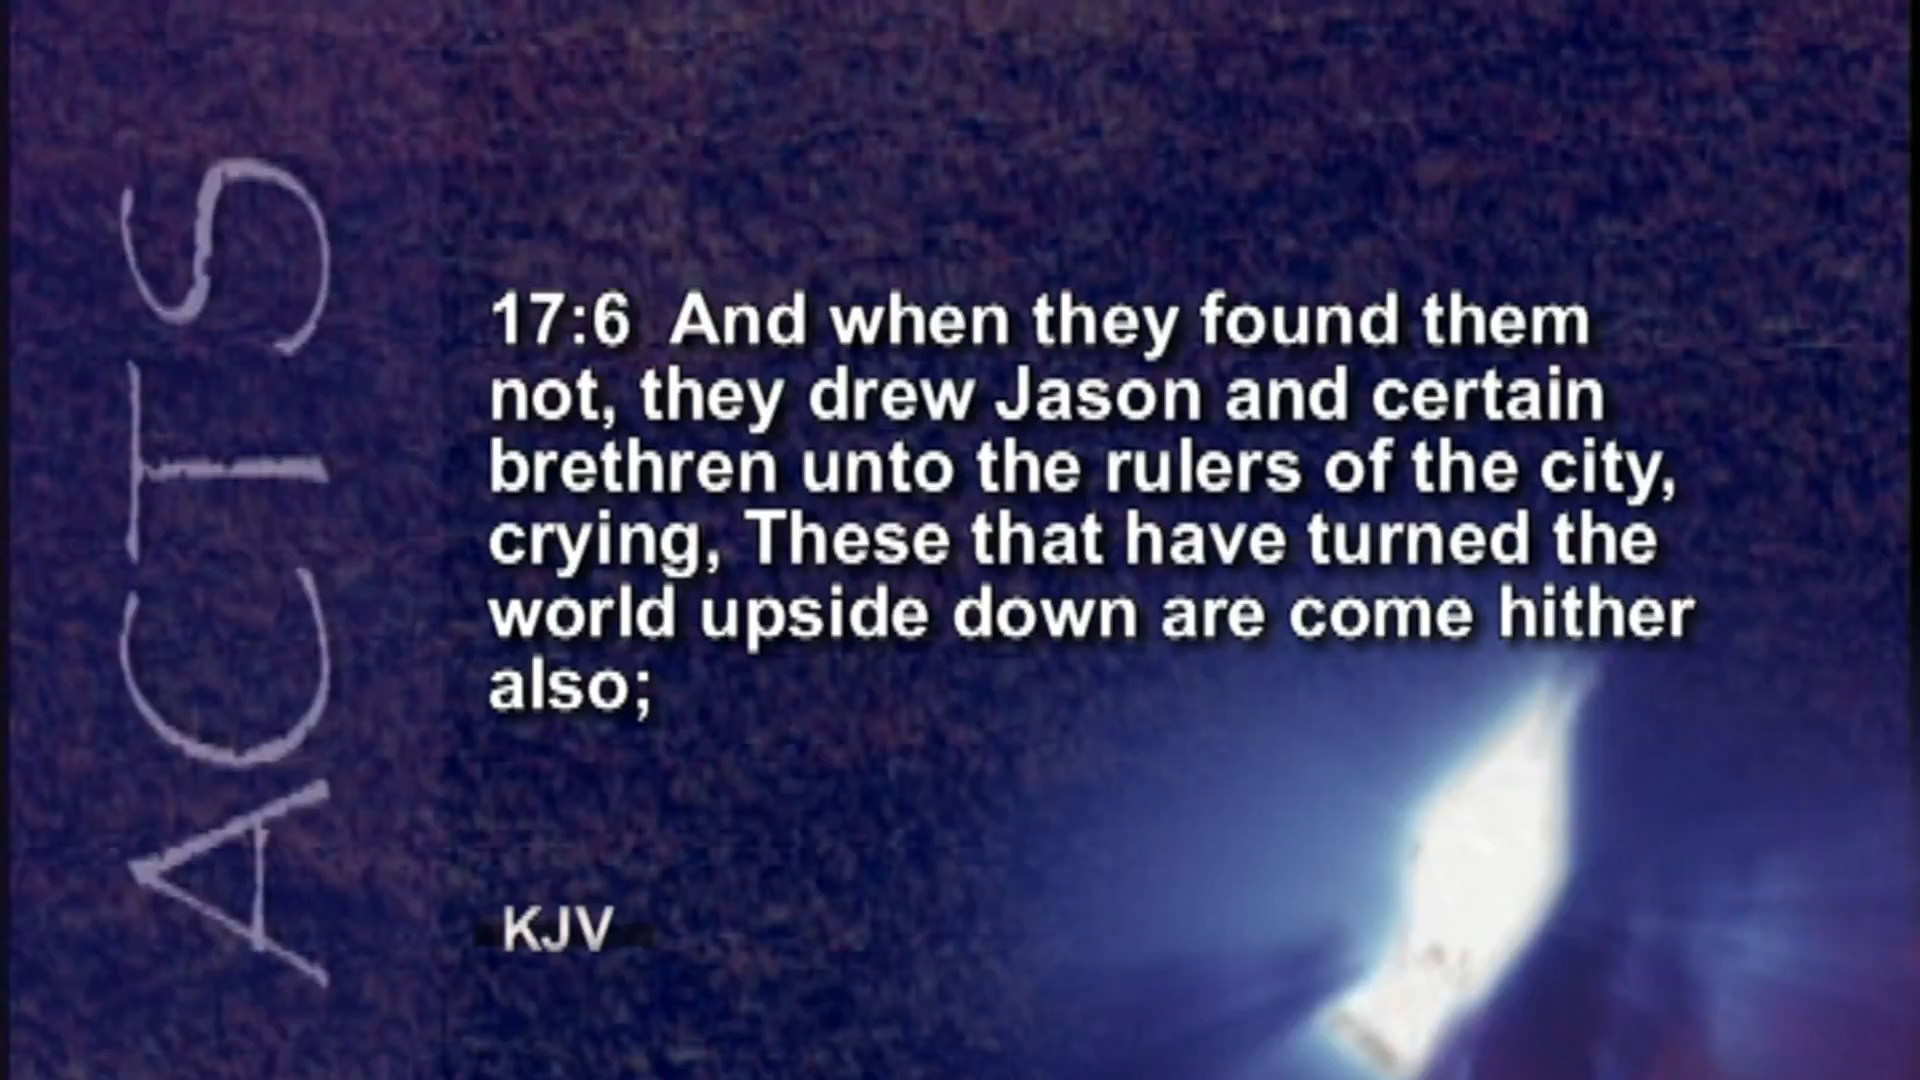 ACTS
17:6 And when they found them
not, they drew Jason and certain
brethren unto the rulers of the city,
crying, These that have turned the
world upside down are come hither
also;
KJV